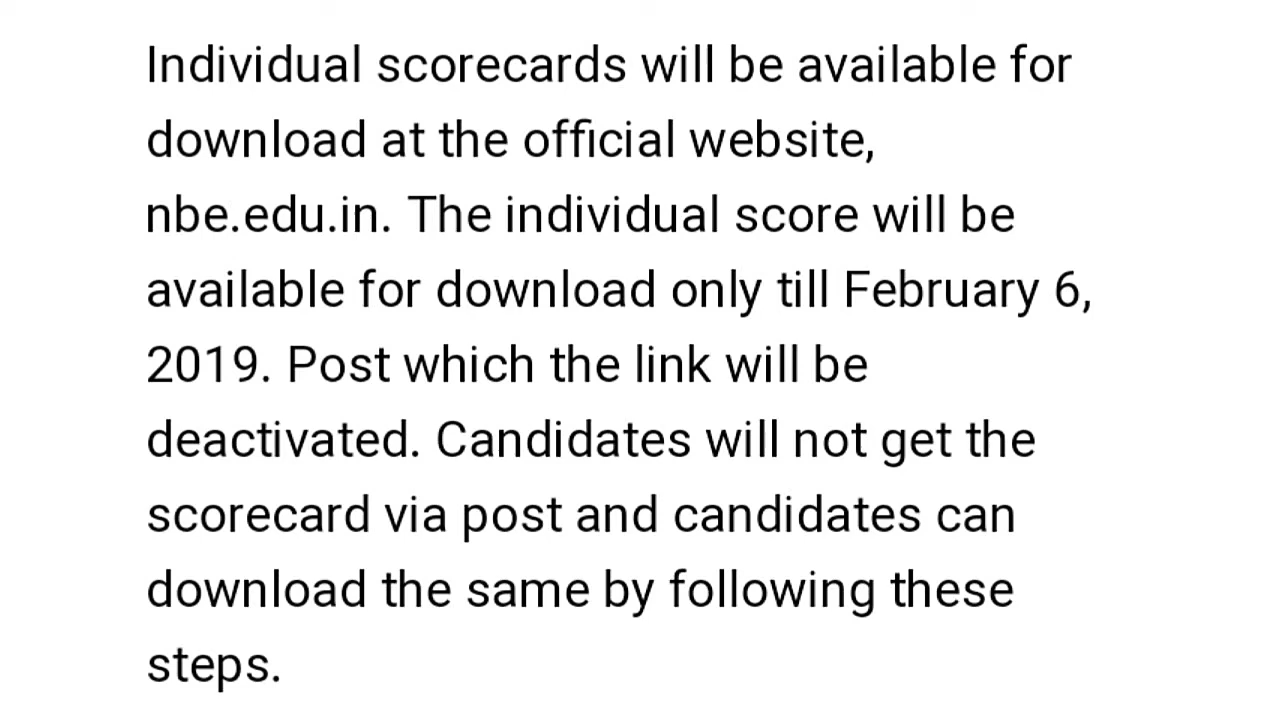 Individual scorecards will be available for
download at the official website,
nbe.edu.in. The individual score will be
available for download only till February 6,
2019. Post which the link will be
deactivated. Candidates will not get the
scorecard via post and candidates can
download the same by following these
steps.